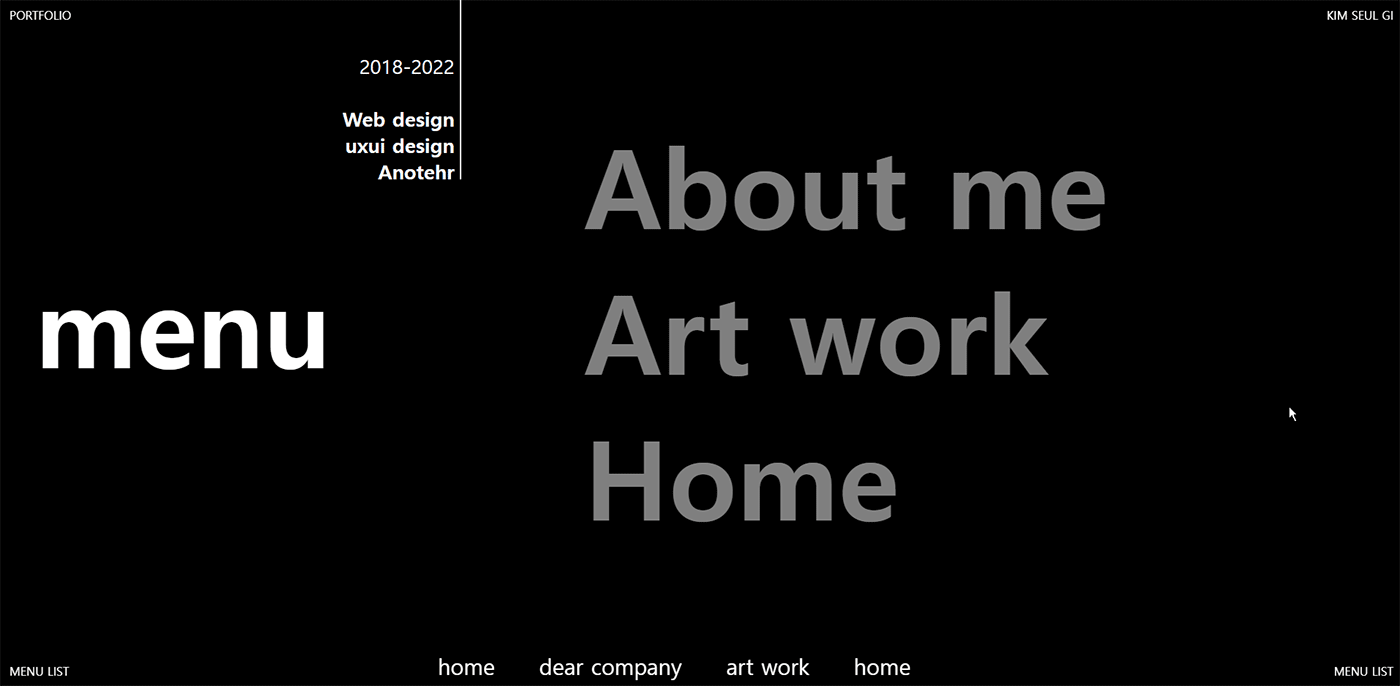 PORTFOLIO
KIM SEUL GI
2018-2022
Web design
uxui design
Anotehr
menu
About me
Art work
Home
home
dear company
art work
home
MENU LIST
MENU LIST